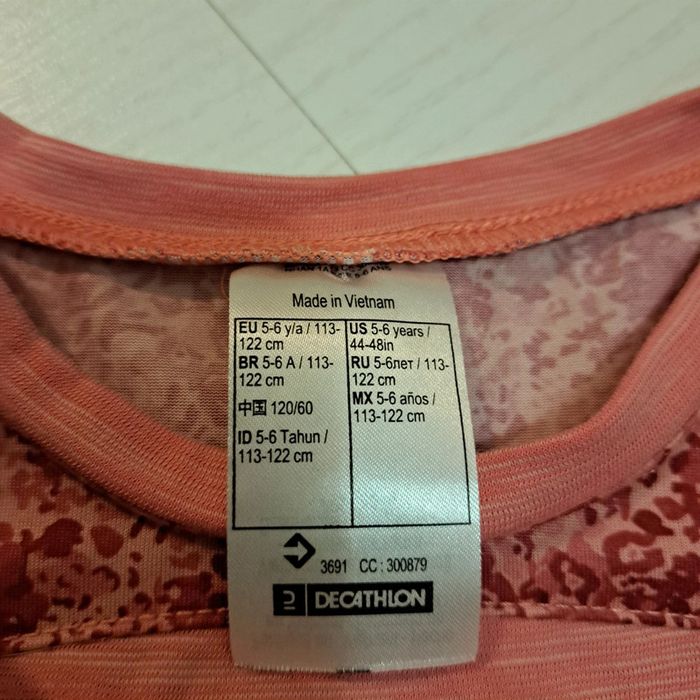 Made in Vietnam
EU 5-6 y/a / 113-
122 cm
BR 5-6 A / 113-
122 cm
中国 120/60
ID 5-6 Tahun /
113-122 cm
US 5-6 years /
44-48in
RU 5-6лет / 113-
122 cm
MX 5-6 años /
113-122 cm
3691 CC : 300879
DECATHLON